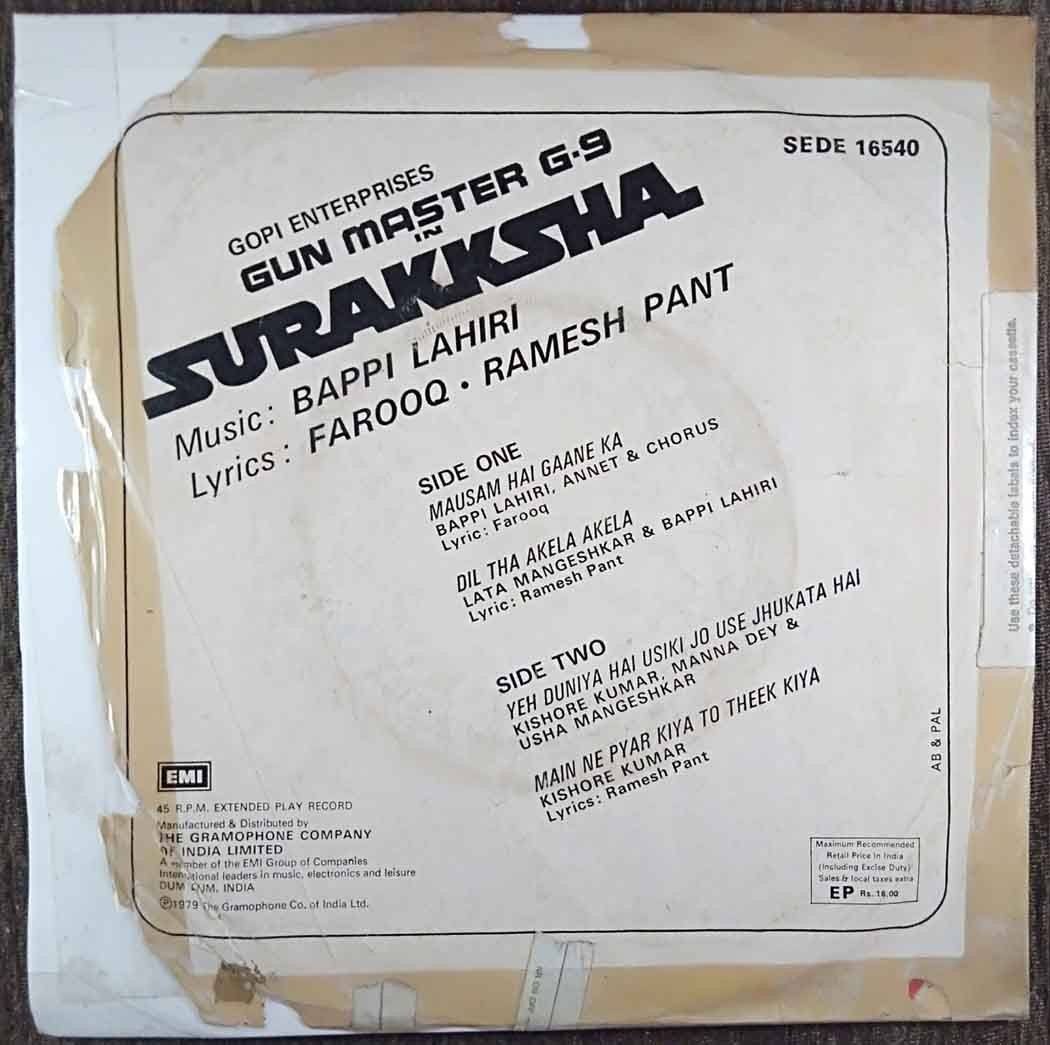 SEDE 16540
GOPI ENTERPRISES
GUN MASTER G-9
IN
SURAKKSHA
Music: BAPPI LAHIRI
Lyrics: FAROOQ • RAMESH PANT
SIDE ONE
MAUSAM HAI GAANE KA
BAPPI LAHIRI, ANNET & CHORUS
Lyric: Farooq
DIL THA AKELA AKELA
LATA MANGESHKAR & BAPPI LAHIRI
Lyric: Ramesh Pant
SIDE TWO
YEH DUNIYA HAI USIKI JO USE JHUKATA HAI
KISHORE KUMAR, MANNA DEY &
USHA MANGESHKAR
MAIN NE PYAR KIYA TO THEEK KIYA
KISHORE KUMAR
Lyrics: Ramesh Pant
EMI
45 R.P.M. EXTENDED PLAY RECORD
Manufactured & Distributed by
THE GRAMOPHONE COMPANY
OF INDIA LIMITED
A member of the EMI Group of Companies
International leaders in music, electronics and leisure
DUM DUM, INDIA
℗1979 The Gramophone Co. of India Ltd.
AB & PAL
Maximum Recommended
Retail Price in India
(Including Excise Duty)
Sales & local taxes extra
EP Rs. 16.00
Use these detachable labels to index your cassette.